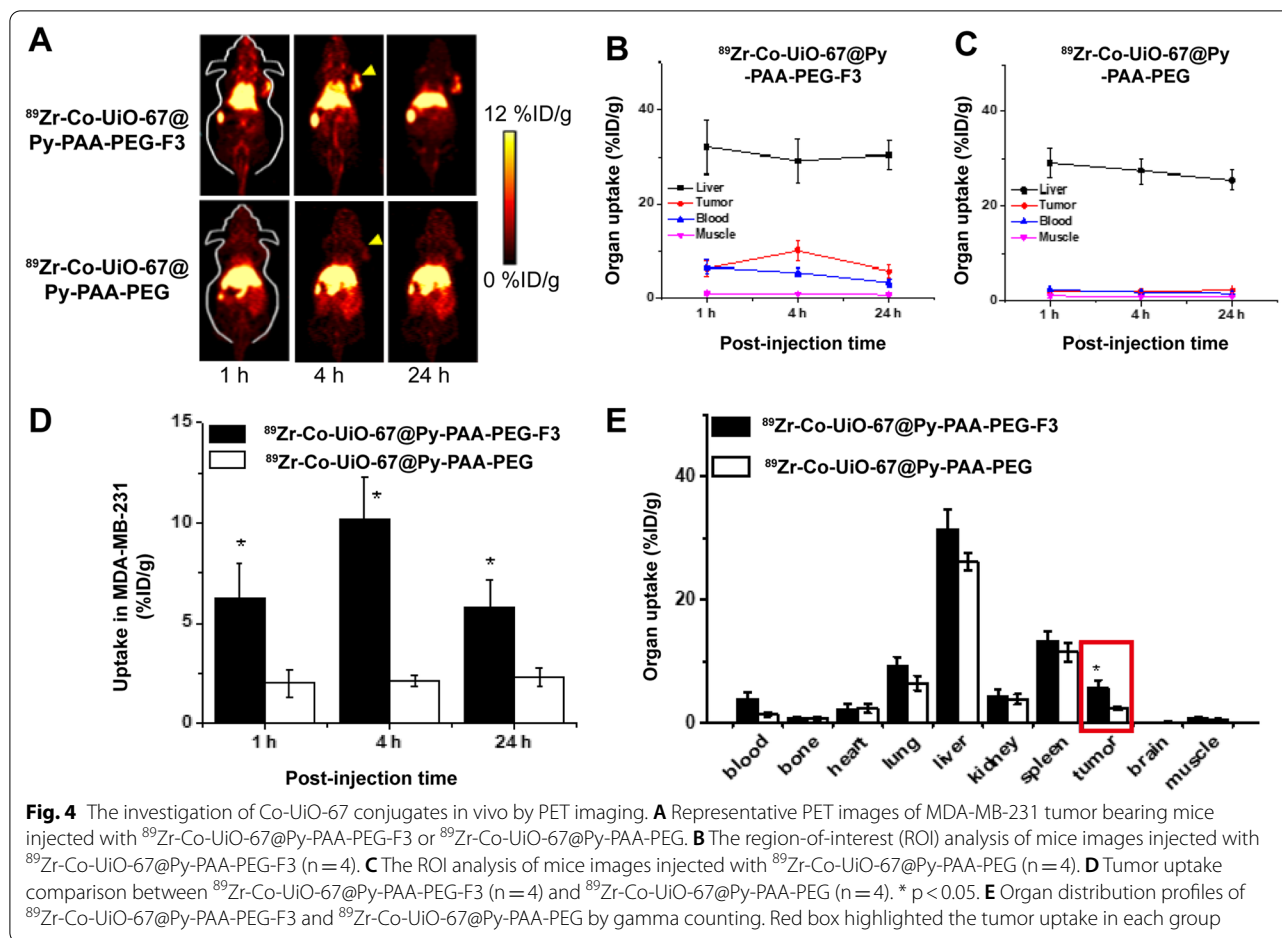 A
⁸⁹Zr-Co-UiO-67@
Py-PAA-PEG-F3
⁸⁹Zr-Co-UiO-67@
Py-PAA-PEG
12 %ID/g
0 %ID/g
1 h 4 h 24 h
B
⁸⁹Zr-Co-UiO-67@Py
-PAA-PEG-F3
Organ uptake (%ID/g)
40
20
0
Liver
Tumor
Blood
Muscle
1 h 4 h 24 h
Post-injection time
C
⁸⁹Zr-Co-UiO-67@Py
-PAA-PEG
Organ uptake (%ID/g)
40
20
0
Liver
Tumor
Blood
Muscle
1 h 4 h 24 h
Post-injection time
D
⁸⁹Zr-Co-UiO-67@Py-PAA-PEG-F3
⁸⁹Zr-Co-UiO-67@Py-PAA-PEG
Uptake in MDA-MB-231
(%ID/g)
15
10
5
0
* * *
1 h 4 h 24 h
Post-injection time
E
⁸⁹Zr-Co-UiO-67@Py-PAA-PEG-F3
⁸⁹Zr-Co-UiO-67@Py-PAA-PEG
Organ uptake (%ID/g)
40
20
0
*
blood bone heart lung liver kidney spleen tumor brain muscle
Fig. 4 The investigation of Co-UiO-67 conjugates in vivo by PET imaging. A Representative PET images of MDA-MB-231 tumor bearing mice
injected with ⁸⁹Zr-Co-UiO-67@Py-PAA-PEG-F3 or ⁸⁹Zr-Co-UiO-67@Py-PAA-PEG. B The region-of-interest (ROI) analysis of mice images injected with
⁸⁹Zr-Co-UiO-67@Py-PAA-PEG-F3 (n = 4). C The ROI analysis of mice images injected with ⁸⁹Zr-Co-UiO-67@Py-PAA-PEG (n = 4). D Tumor uptake
comparison between ⁸⁹Zr-Co-UiO-67@Py-PAA-PEG-F3 (n = 4) and ⁸⁹Zr-Co-UiO-67@Py-PAA-PEG (n = 4). * p < 0.05. E Organ distribution profiles of
⁸⁹Zr-Co-UiO-67@Py-PAA-PEG-F3 and ⁸⁹Zr-Co-UiO-67@Py-PAA-PEG by gamma counting. Red box highlighted the tumor uptake in each group